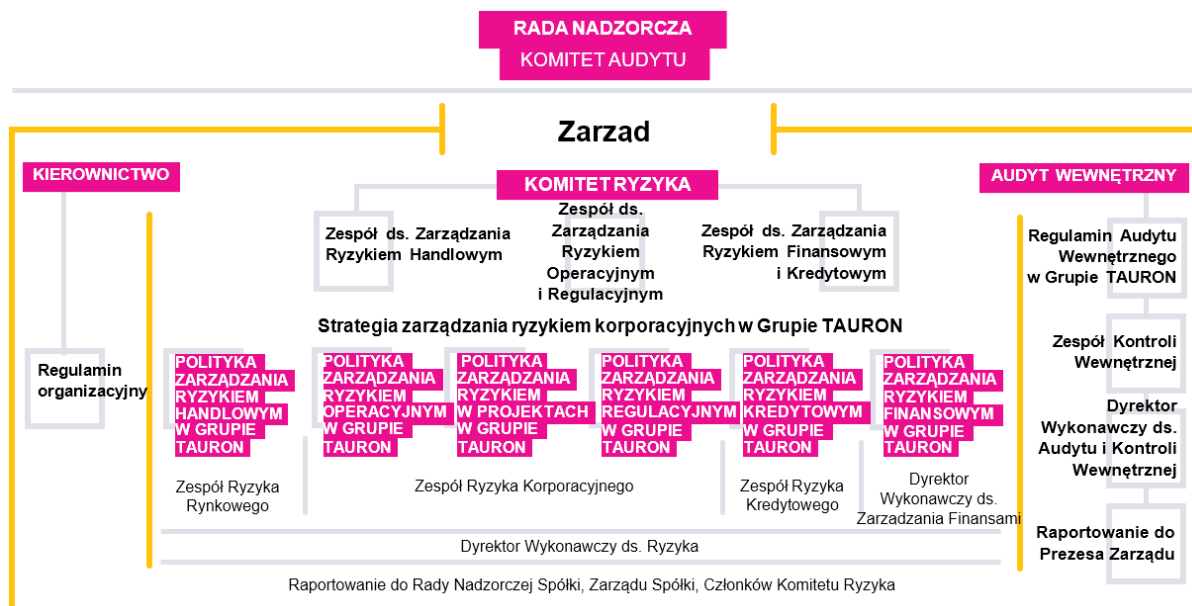 RADA NADZORCZA
KOMITET AUDYTU
Zarzad
KIEROWNICTWO
KOMITET RYZYKA
AUDYT WEWNĘTRZNY
Zespół ds. Zarządzania
Ryzykiem Handlowym
Zespół ds.
Zarządzania
Ryzykiem
Operacyjnym
i Regulacyjnym
Zespół ds. Zarządzania
Ryzykiem Finansowym
i Kredytowym
Regulamin Audytu
Wewnętrznego
w Grupie TAURON
Strategia zarządzania ryzykiem korporacyjnych w Grupie TAURON
Regulamin
organizacyjny
POLITYKA
ZARZĄDZANIA
RYZYKIEM
HANDLOWYM
W GRUPIE
TAURON
POLITYKA
ZARZĄDZANIA
RYZYKIEM
OPERACYJNYM
W GRUPIE
TAURON
POLITYKA
ZARZĄDZANIA
RYZYKIEM
W PROJEKTACH
W GRUPIE
TAURON
POLITYKA
ZARZĄDZANIA
RYZYKIEM
REGULACYJNYM
W GRUPIE
TAURON
POLITYKA
ZARZĄDZANIA
RYZYKIEM
KREDYTOWYM
W GRUPIE
TAURON
POLITYKA
ZARZĄDZANIA
RYZYKIEM
FINANSOWYM
W GRUPIE
TAURON
Zespół Kontroli
Wewnętrznej
Dyrektor
Wykonawczy ds.
Audytu i Kontroli
Wewnętrznej
Zespół Ryzyka
Rynkowego
Zespół Ryzyka Korporacyjnego
Zespół Ryzyka
Kredytowego
Dyrektor
Wykonawczy ds.
Zarzadzania Finansami
Raportowanie do
Prezesa Zarządu
Dyrektor Wykonawczy ds. Ryzyka
Raportowanie do Rady Nadzorczej Spółki, Zarządu Spółki, Członków Komitetu Ryzyka